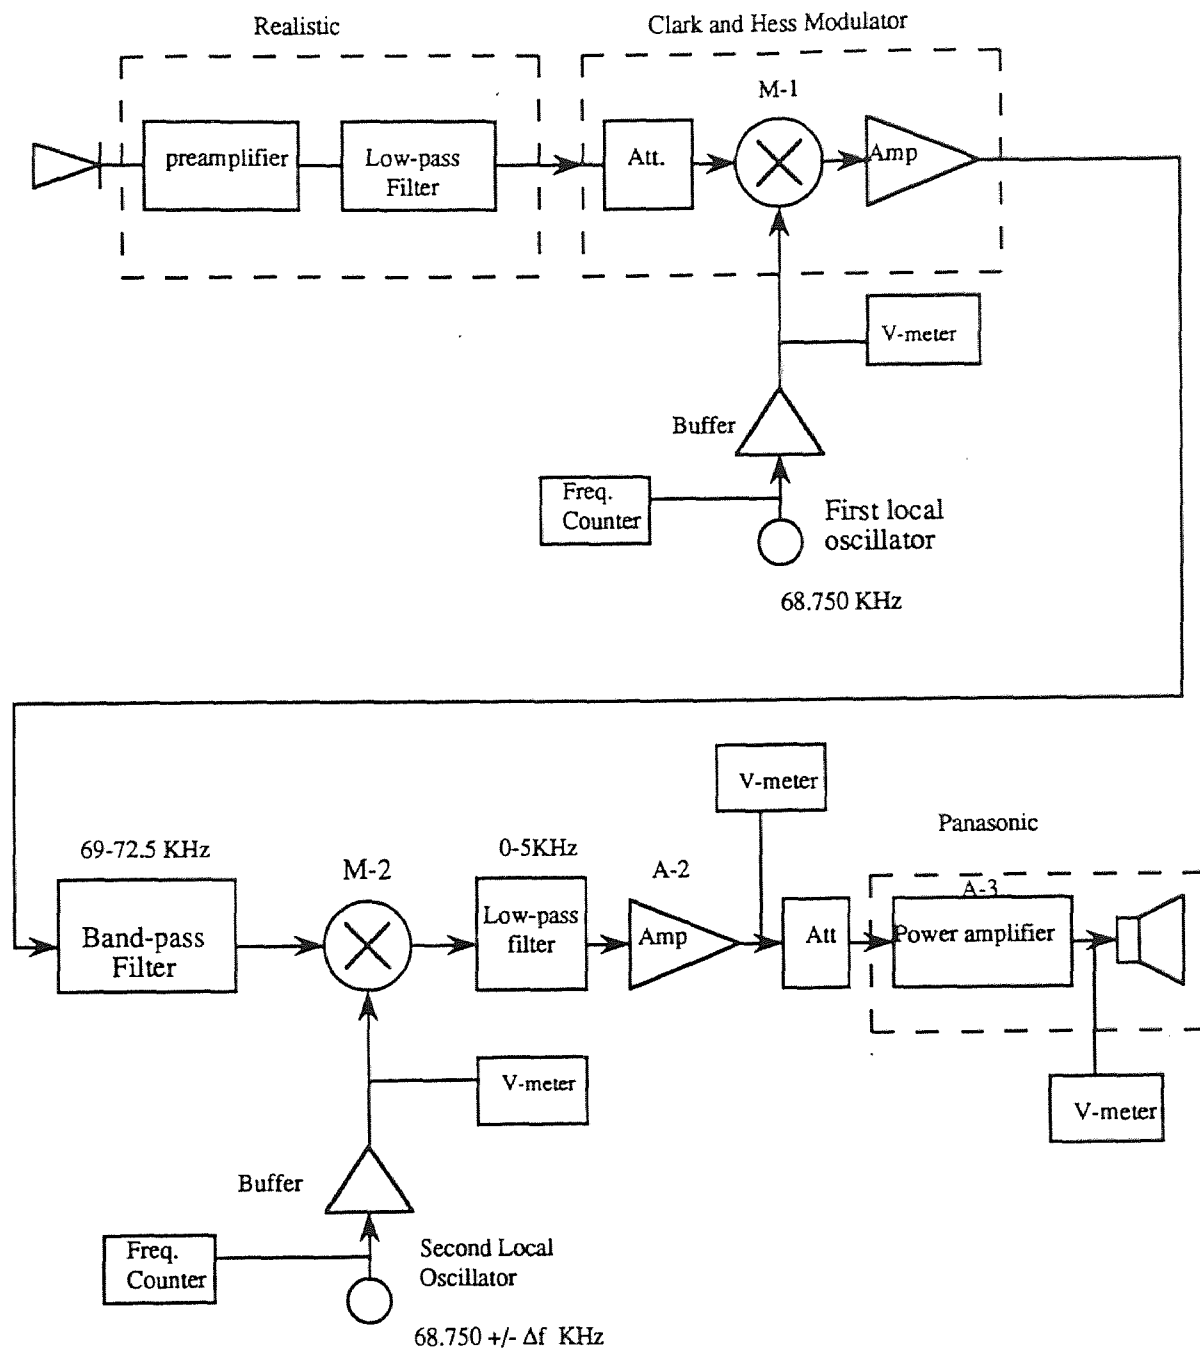 Realistic
Clark and Hess Modulator
M-1
preamplifier
Low-pass
Filter
Att.
Amp
V-meter
Buffer
Freq.
Counter
First local
oscillator
68.750 KHz
V-meter
Panasonic
69-72.5 KHz
M-2
0-5KHz
A-2
A-3
Band-pass
Filter
Low-pass
filter
Amp
Att
Power amplifier
V-meter
V-meter
Buffer
Freq.
Counter
Second Local
Oscillator
68.750 +/- Δf KHz